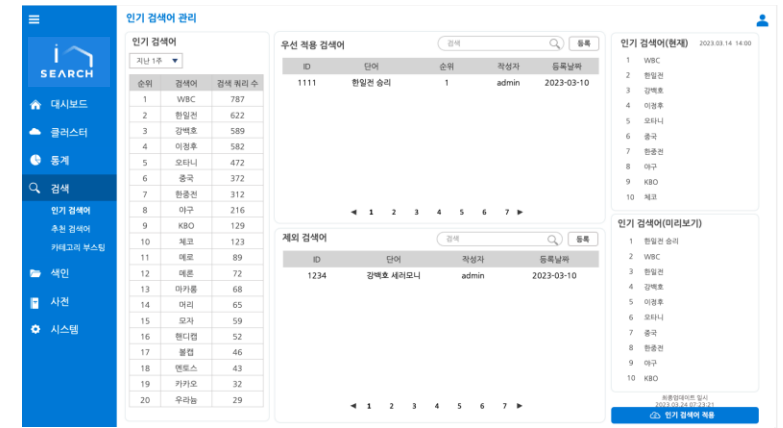 인기 검색어 관리
SEARCH
대시보드
클러스터
통계
검색
인기 검색어
추천 검색어
카테고리 부스팅
색인
사전
시스템
인기 검색어
지난 1주 ▼
순위 검색어 검색 쿼리 수
1 WBC 787
2 한일전 622
3 강백호 589
4 이정후 582
5 오타니 472
6 중국 372
7 한중전 312
8 야구 216
9 KBO 129
10 체코 123
11 메로 89
12 메론 72
13 마카롱 68
14 머리 65
15 모자 59
16 핸디캡 52
17 볼캡 46
18 멘토스 43
19 카카오 32
20 우라늄 29
우선 적용 검색어 검색 등록
ID 단어 순위 작성자 등록날짜
1111 한일전 승리 1 admin 2023-03-10
◀ 1 2 3 4 5 6 7 ▶
제외 검색어 검색 등록
ID 단어 작성자 등록날짜
1234 강백호 세러모니 admin 2023-03-10
◀ 1 2 3 4 5 6 7 ▶
인기 검색어(현재) 2023.03.14 14:00
1 WBC
2 한일전
3 강백호
4 이정후
5 오타니
6 중국
7 한중전
8 야구
9 KBO
10 체코
인기 검색어(미리보기)
1 한일전 승리
2 WBC
3 한일전
4 강백호
5 이정후
6 오타니
7 중국
8 한중전
9 야구
10 KBO
최종업데이트 일시
2023-03-24 07:23:21
인기 검색어 적용